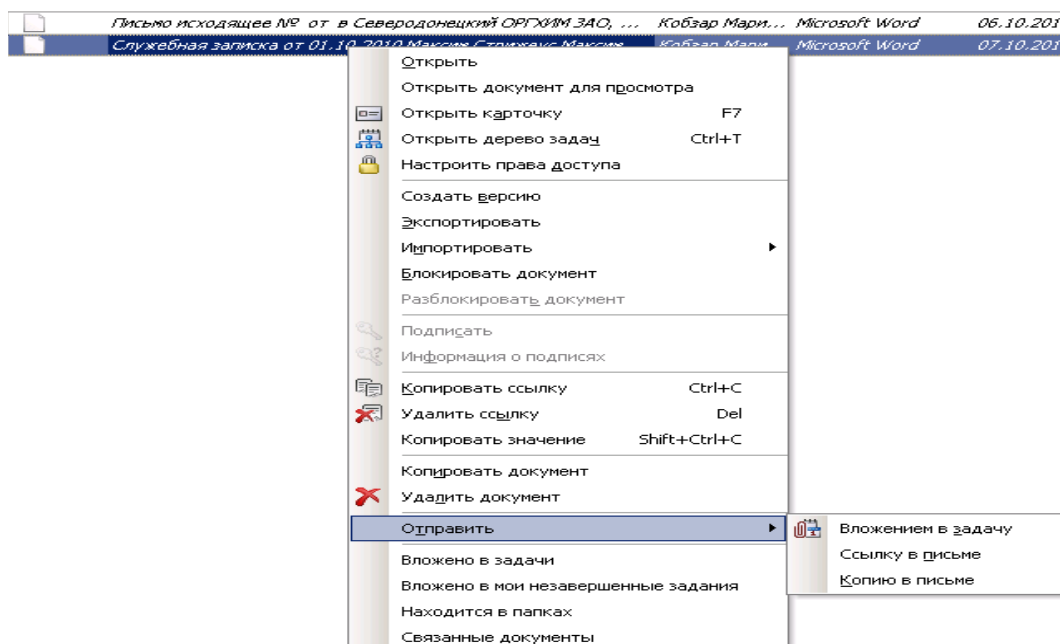 Письмо исходящее № от в Северодонецкий ОРГХИМ ЗАО, ... Кобзар Мари... Microsoft Word 06.10.201
Служебная записка от 01.10.2010 Максим Максим Кобзар Мари... Microsoft Word 07.10.201
Открыть
Открыть документ для просмотра
Открыть карточку F7
Открыть дерево задач Ctrl+T
Настроить права доступа
Создать версию
Экспортировать
Импортировать
Блокировать документ
Разблокировать документ
Подписать
Информация о подписях
Копировать ссылку Ctrl+C
Удалить ссылку Del
Копировать значение Shift+Ctrl+C
Копировать документ
Удалить документ
Отправить
Вложением в задачу
Ссылку в письме
Копию в письме
Вложено в задачи
Вложено в мои незавершенные задания
Находится в папках
Связанные документы